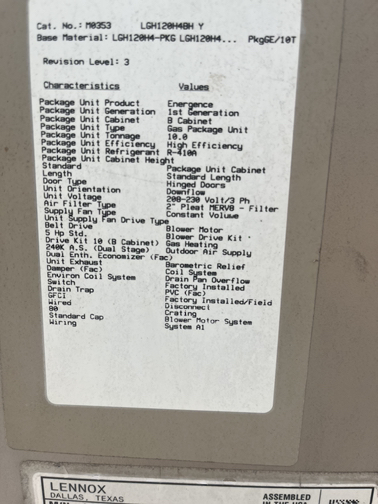 Cat. No.: M0353 LGH120H4BH Y
Base Material: LGH120H4-PKG LGH120H4... PkgGE/10T
Revision Level: 3
Characteristics Values
Package Unit Product Energence
Package Unit Generation 1st Generation
Package Unit Cabinet B Cabinet
Package Unit Type Gas Package Unit
Package Unit Tonnage 10.0
Package Unit Efficiency High Efficiency
Package Unit Refrigerant R-410A
Package Unit Cabinet Height
Standard Package Unit Cabinet
Length Standard Length
Door Type Hinged Doors
Unit Orientation Downflow
Unit Voltage 208-230 Volt/3 Ph
Air Filter Type 2" Pleat MERV8 - Filter
Supply Fan Type Constant Volume
Unit Supply Fan Drive Type
Belt Drive Blower Motor
5 Hp Std. Blower Drive Kit
Drive Kit 10 (B Cabinet) Gas Heating
240K A.S. (Dual Stage) Outdoor Air Supply
Dual Enth. Economizer (Fac)
Unit Exhaust Barometric Relief
Damper (Fac) Coil System
Environ Coil System Drain Pan Overflow
Switch Factory Installed
Drain Trap PVC (Fac)
GFCI Factory Installed/Field
Wired Disconnect
80 Crating
Standard Cap Blower Motor System
Wiring System A1
LENNOX
DALLAS, TEXAS
ASSEMBLED
IN THE USA